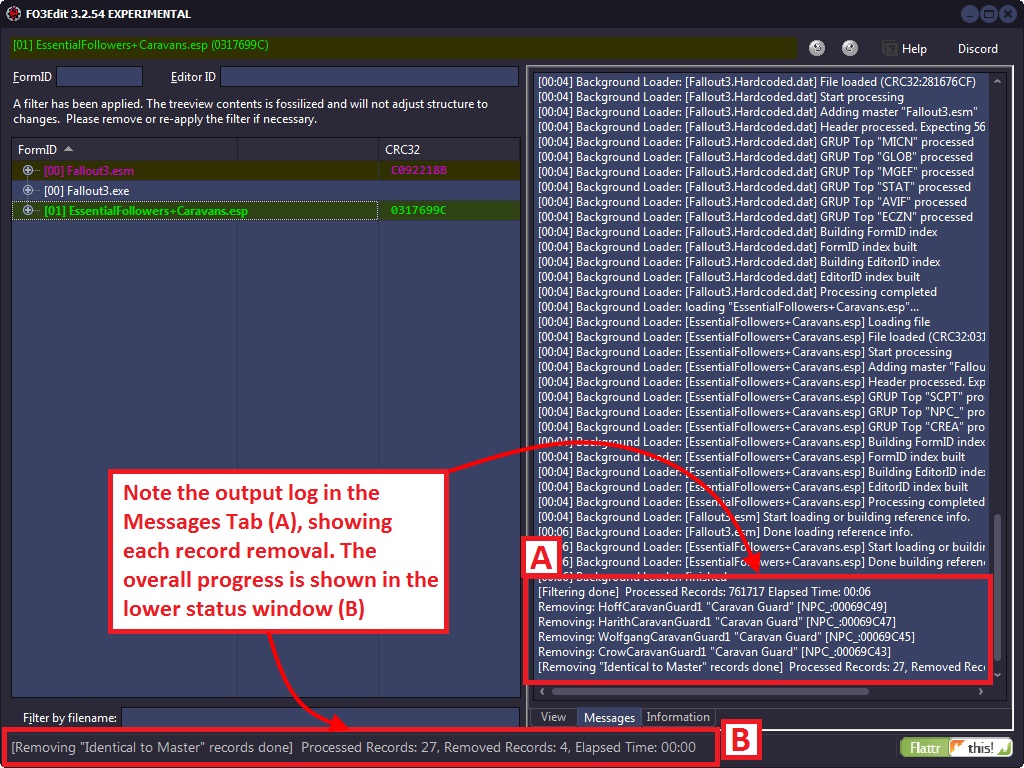 FO3Edit 3.2.54 EXPERIMENTAL
[01] EssentialFollowers+Caravans.esp (0317699C)
Help
Discord
FormID
Editor ID
A filter has been applied. The treeview contents is fossilized and will not adjust structure to
changes. Please remove or re-apply the filter if necessary.
FormID
CRC32
[00] Fallout3.esm
C092218B
[00] Fallout3.exe
[01] EssentialFollowers+Caravans.esp
0317699C
[00:04] Background Loader: [Fallout3.Hardcoded.dat] File loaded (CRC32:281676CF)
[00:04] Background Loader: [Fallout3.Hardcoded.dat] Start processing
[00:04] Background Loader: [Fallout3.Hardcoded.dat] Adding master "Fallout3.esm"
[00:04] Background Loader: [Fallout3.Hardcoded.dat] Header processed. Expecting 56
[00:04] Background Loader: [Fallout3.Hardcoded.dat] GRUP Top "MICN" processed
[00:04] Background Loader: [Fallout3.Hardcoded.dat] GRUP Top "GLOB" processed
[00:04] Background Loader: [Fallout3.Hardcoded.dat] GRUP Top "MGEF" processed
[00:04] Background Loader: [Fallout3.Hardcoded.dat] GRUP Top "STAT" processed
[00:04] Background Loader: [Fallout3.Hardcoded.dat] GRUP Top "AVIF" processed
[00:04] Background Loader: [Fallout3.Hardcoded.dat] GRUP Top "ECZN" processed
[00:04] Background Loader: [Fallout3.Hardcoded.dat] Building FormID index
[00:04] Background Loader: [Fallout3.Hardcoded.dat] FormID index built
[00:04] Background Loader: [Fallout3.Hardcoded.dat] Building EditorID index
[00:04] Background Loader: [Fallout3.Hardcoded.dat] EditorID index built
[00:04] Background Loader: [Fallout3.Hardcoded.dat] Processing completed
[00:04] Background Loader: loading "EssentialFollowers+Caravans.esp"...
[00:04] Background Loader: [EssentialFollowers+Caravans.esp] Loading file
[00:04] Background Loader: [EssentialFollowers+Caravans.esp] File loaded (CRC32:031
[00:04] Background Loader: [EssentialFollowers+Caravans.esp] Start processing
[00:04] Background Loader: [EssentialFollowers+Caravans.esp] Adding master "Fallou
[00:04] Background Loader: [EssentialFollowers+Caravans.esp] Header processed. Exp
[00:04] Background Loader: [EssentialFollowers+Caravans.esp] GRUP Top "SCPT" pro
[00:04] Background Loader: [EssentialFollowers+Caravans.esp] GRUP Top "NPC_" pro
[00:04] Background Loader: [EssentialFollowers+Caravans.esp] GRUP Top "CREA" pro
[00:04] Background Loader: [EssentialFollowers+Caravans.esp] Building FormID index
[00:04] Background Loader: [EssentialFollowers+Caravans.esp] FormID index built
[00:04] Background Loader: [EssentialFollowers+Caravans.esp] Building EditorID inde
[00:04] Background Loader: [EssentialFollowers+Caravans.esp] EditorID index built
[00:04] Background Loader: [EssentialFollowers+Caravans.esp] Processing completed
[00:06] Background Loader: [Fallout3.esm] Start loading or building reference info.
[00:06] Background Loader: [Fallout3.esm] Done loading reference info.
6] Background Loader: [EssentialFollowers+Caravans.esp] Start loading or buildin
6] Background Loader: [EssentialFollowers+Caravans.esp] Done building referen
[00:06] Background Loader: finished
[Filtering done] Processed Records: 761717 Elapsed Time: 00:06
Removing: HoffCaravanGuard1 "Caravan Guard" [NPC_:00069C49]
Removing: HarithCaravanGuard1 "Caravan Guard" [NPC_:00069C47]
Removing: WolfgangCaravanGuard1 "Caravan Guard" [NPC_:00069C45]
Removing: CrowCaravanGuard1 "Caravan Guard" [NPC_:00069C43]
[Removing "Identical to Master" records done] Processed Records: 27, Removed Reco
Note the output log in the
Messages Tab (A), showing
each record removal. The
overall progress is shown in the
lower status window (B)
A
View
Messages
Information
Filter by filename:
[Removing "Identical to Master" records done] Processed Records: 27, Removed Records: 4, Elapsed Time: 00:00
B
Flattr
this!